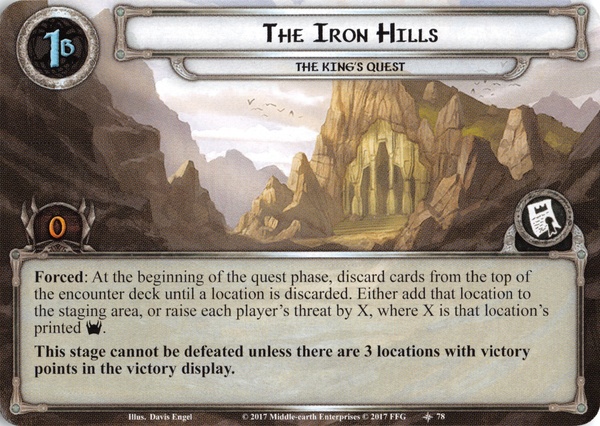 1B
THE IRON HILLS
THE KING'S QUEST
0
Forced: At the beginning of the quest phase, discard cards from the top of
the encounter deck until a location is discarded. Either add that location to
the staging area, or raise each player's threat by X, where X is that location's
printed .
This stage cannot be defeated unless there are 3 locations with victory
points in the victory display.
Illus. Davis Engel © 2017 Middle-earth Enterprises © 2017 FFG 78